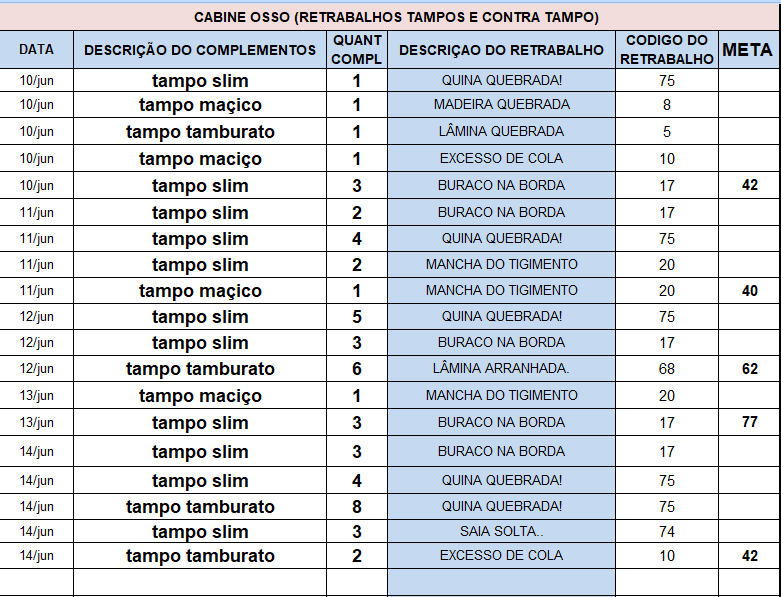 CABINE OSSO (RETRABALHOS TAMPOS E CONTRA TAMPO)
DATA DESCRIÇÃO DO COMPLEMENTOS QUANT COMPL DESCRIÇAO DO RETRABALHO CODIGO DO RETRABALHO META
10/jun tampo slim 1 QUINA QUEBRADA! 75
10/jun tampo maçico 1 MADEIRA QUEBRADA 8
10/jun tampo tamburato 1 LÂMINA QUEBRADA 5
10/jun tampo maciço 1 EXCESSO DE COLA 10
10/jun tampo slim 3 BURACO NA BORDA 17 42
11/jun tampo slim 2 BURACO NA BORDA 17
11/jun tampo slim 4 QUINA QUEBRADA! 75
11/jun tampo slim 2 MANCHA DO TIGIMENTO 20
11/jun tampo maçico 1 MANCHA DO TIGIMENTO 20 40
12/jun tampo slim 5 QUINA QUEBRADA! 75
12/jun tampo slim 3 BURACO NA BORDA 17
12/jun tampo tamburato 6 LÂMINA ARRANHADA. 68 62
13/jun tampo maçico 1 MANCHA DO TIGIMENTO 20
13/jun tampo slim 3 BURACO NA BORDA 17 77
14/jun tampo slim 3 BURACO NA BORDA 17
14/jun tampo slim 4 QUINA QUEBRADA! 75
14/jun tampo tamburato 8 QUINA QUEBRADA! 75
14/jun tampo slim 3 SAIA SOLTA.. 74
14/jun tampo tamburato 2 EXCESSO DE COLA 10 42